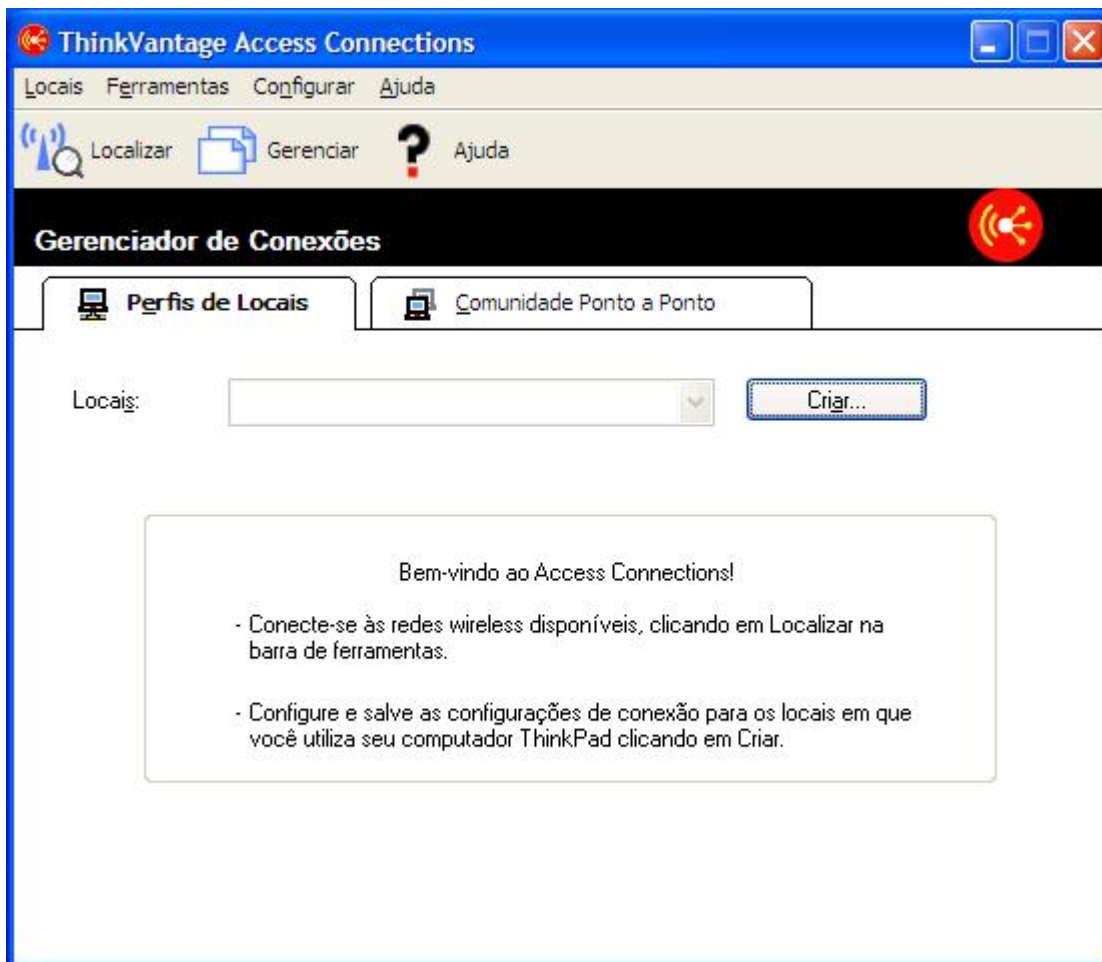 ThinkVantage Access Connections
Locais Ferramentas Configurar Ajuda
Localizar Gerenciar Ajuda
Gerenciador de Conexões
Perfis de Locais Comunidade Ponto a Ponto
Locais: Criar...
Bem-vindo ao Access Connections!
- Conecte-se às redes wireless disponíveis, clicando em Localizar na
barra de ferramentas.
- Configure e salve as configurações de conexão para os locais em que
você utiliza seu computador ThinkPad clicando em Criar.